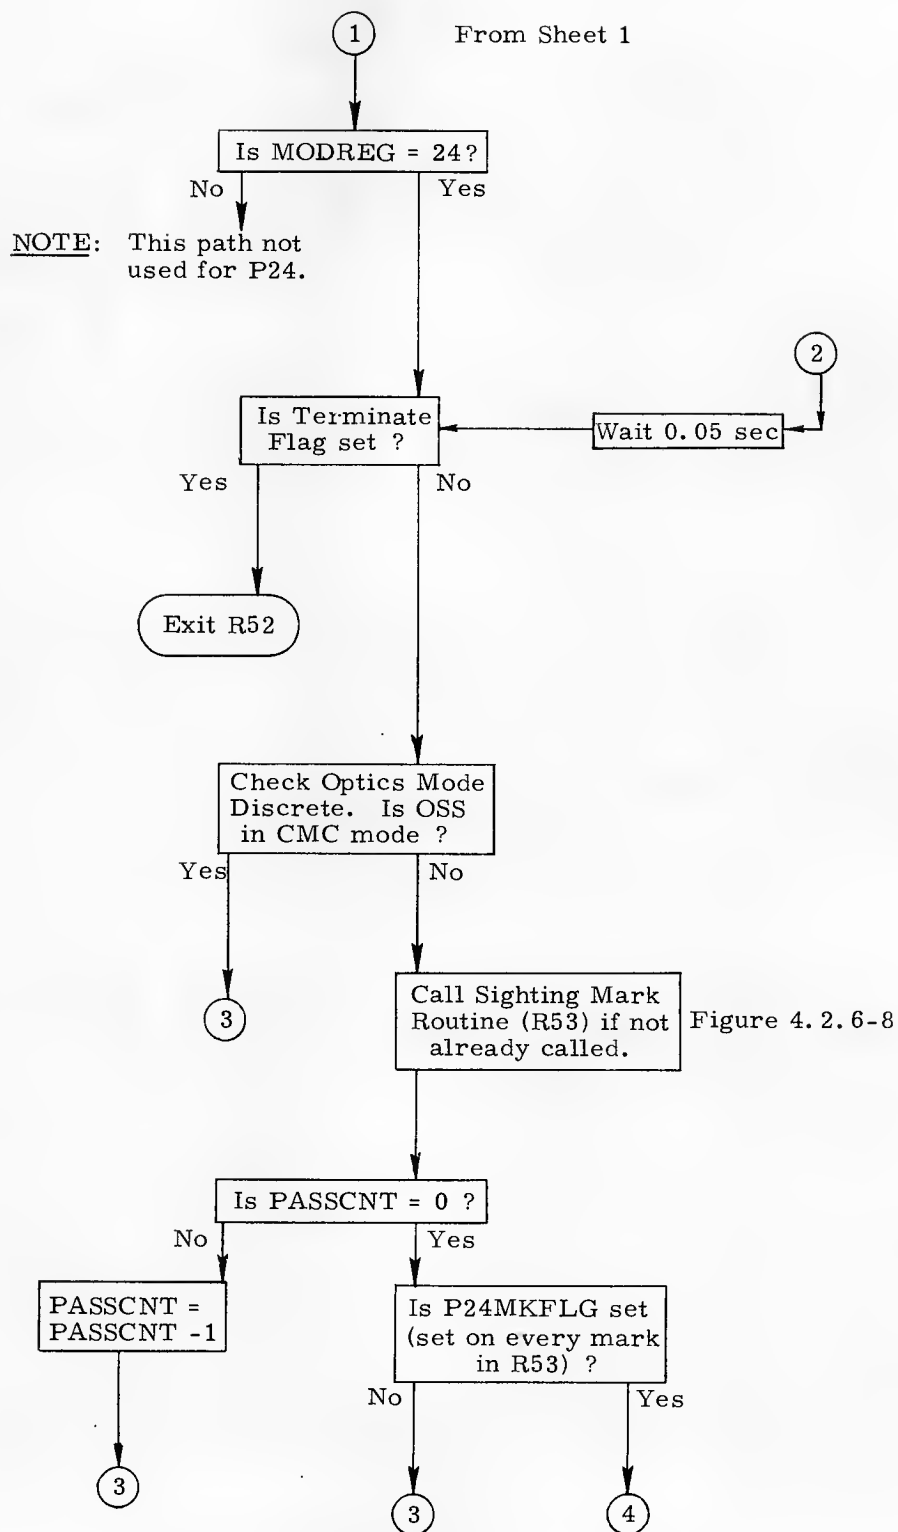 1
From Sheet 1
Is MODREG = 24?
No
Yes
NOTE: This path not
used for P24.
2
Is Terminate
Flag set ?
Wait 0.05 sec
Yes
No
Exit R52
Check Optics Mode
Discrete. Is OSS
in CMC mode ?
Yes
No
3
Call Sighting Mark
Routine (R53) if not
already called.
Figure 4.2.6-8
Is PASSCNT = 0 ?
No
Yes
PASSCNT =
PASSCNT -1
Is P24MKFLG set
(set on every mark
in R53) ?
No
Yes
3
3
4